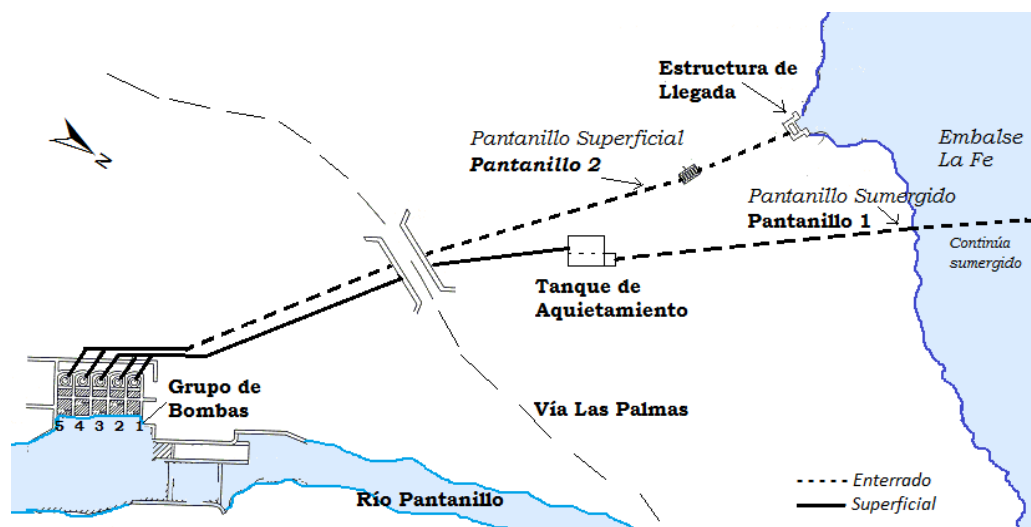 Estructura de
Llegada
Pantanillo Superficial
Pantanillo 2
Embalse
La Fe
Pantanillo Sumergido
Pantanillo 1
Continúa
sumergido
N
Tanque de
Aquietamiento
Grupo de
Bombas
5 4 3 2 1
Vía Las Palmas
Río Pantanillo
Enterrado
Superficial